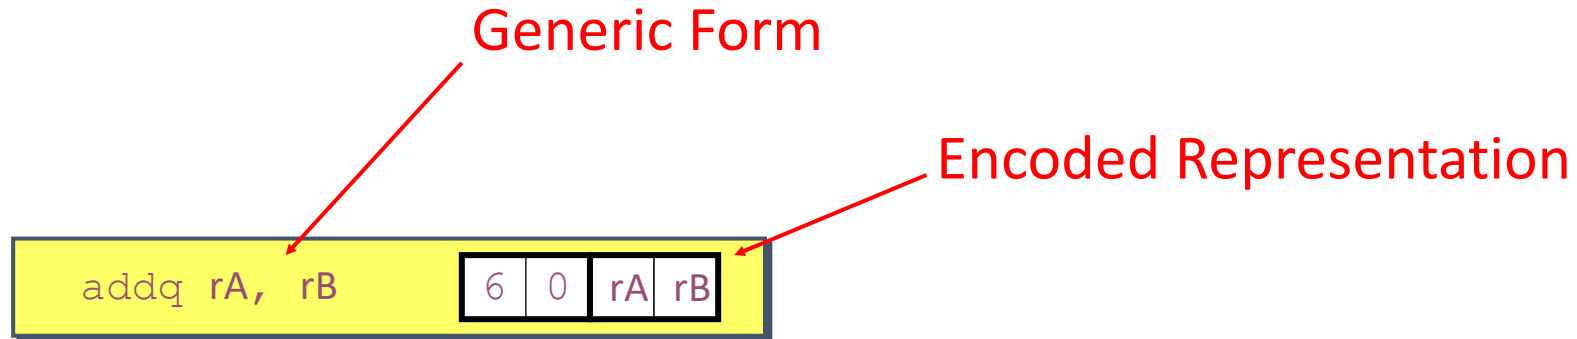 Generic Form
Encoded Representation
addq rA, rB 6 0 rA rB